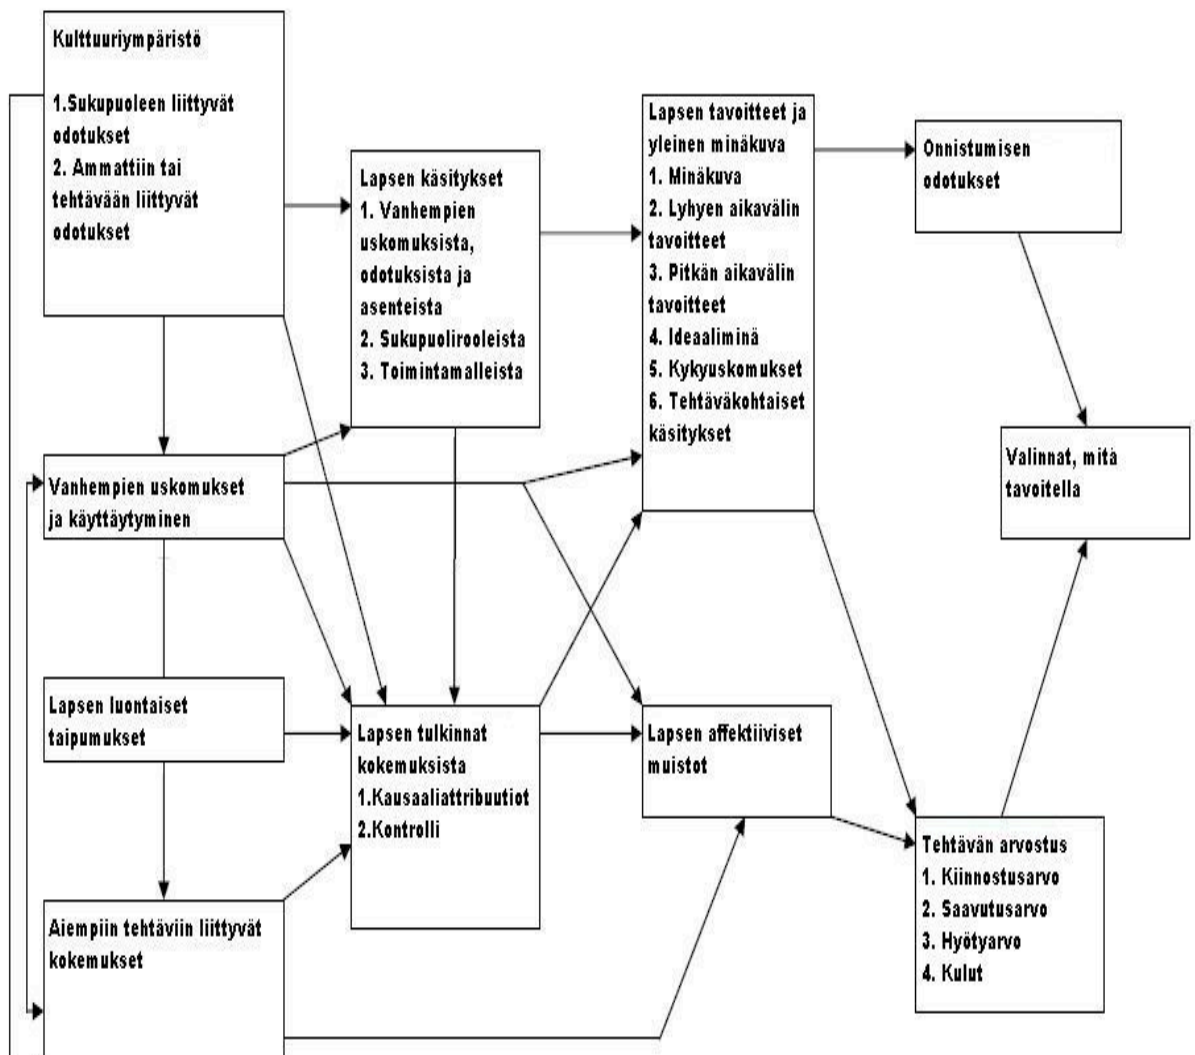 Kulttuuriympäristö
1.Sukupuoleen liittyvät
odotukset
2. Ammattiin tai
tehtävään liittyvät
odotukset
Lapsen käsitykset
1. Vanhempien
uskomuksista,
odotuksista ja
asenteista
2. Sukupuolirooleista
3. Toimintamalleista
Lapsen tavoitteet ja
yleinen minäkuva
1. Minäkuva
2. Lyhyen aikavälin
tavoitteet
3. Pitkän aikavälin
tavoitteet
4. Ideaaliminä
5. Kykyuskomukset
6. Tehtäväkohtaiset
käsitykset
Onnistumisen
odotukset
Valinnat, mitä
tavoitella
Vanhempien uskomukset
ja käyttäytyminen
Lapsen luontaiset
taipumukset
Lapsen tulkinnat
kokemuksista
1.Kausaaliattribuutiot
2.Kontrolli
Lapsen affektiiviset
muistot
Tehtävän arvostus
1. Kiinnostusarvo
2. Saavutusarvo
3. Hyötyarvo
4. Kulut
Aiempiin tehtäviin liittyvät
kokemukset